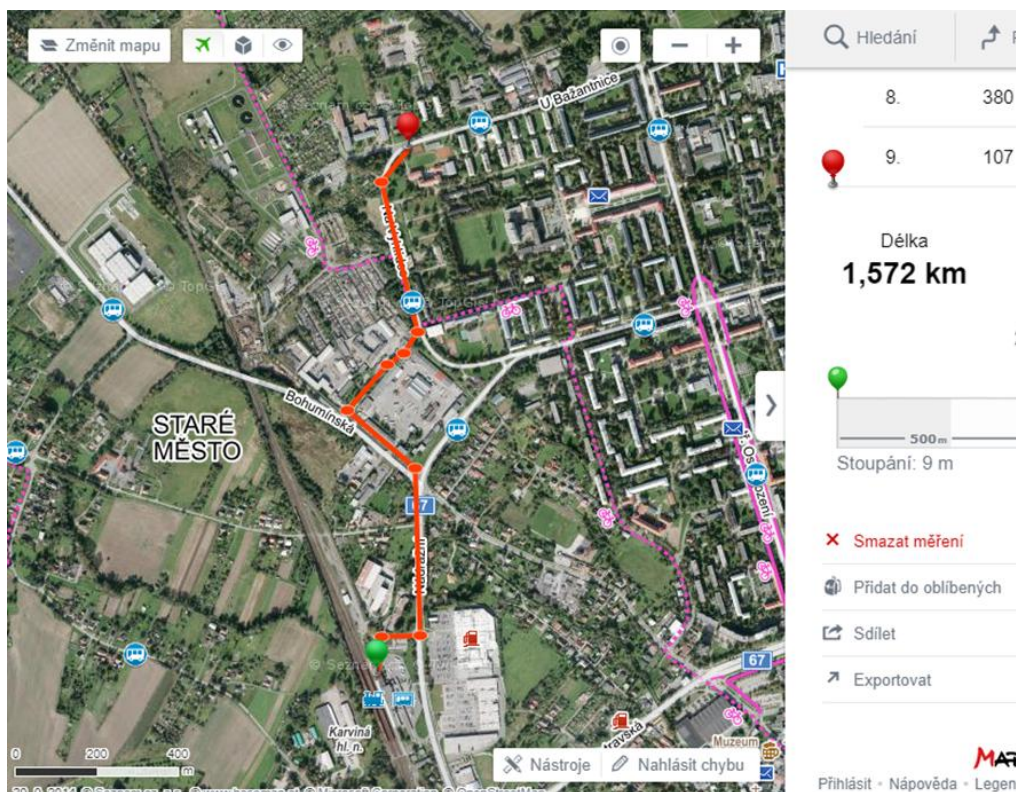 Změnit mapu
Hledání
U Bažantnice
8. 380
9. 107
Délka
1,572 km
Bohumínská
STARÉ
MĚSTO
500 m
Stoupání: 9 m
67
Nádražní
Smazat měření
Přidat do oblíbených
Sdílet
67
Exportovat
Karviná
hl. n.
0 200 400
m
Muzeum
Nástroje
Nahlásit chybu
Přihlásit • Nápověda • Legen